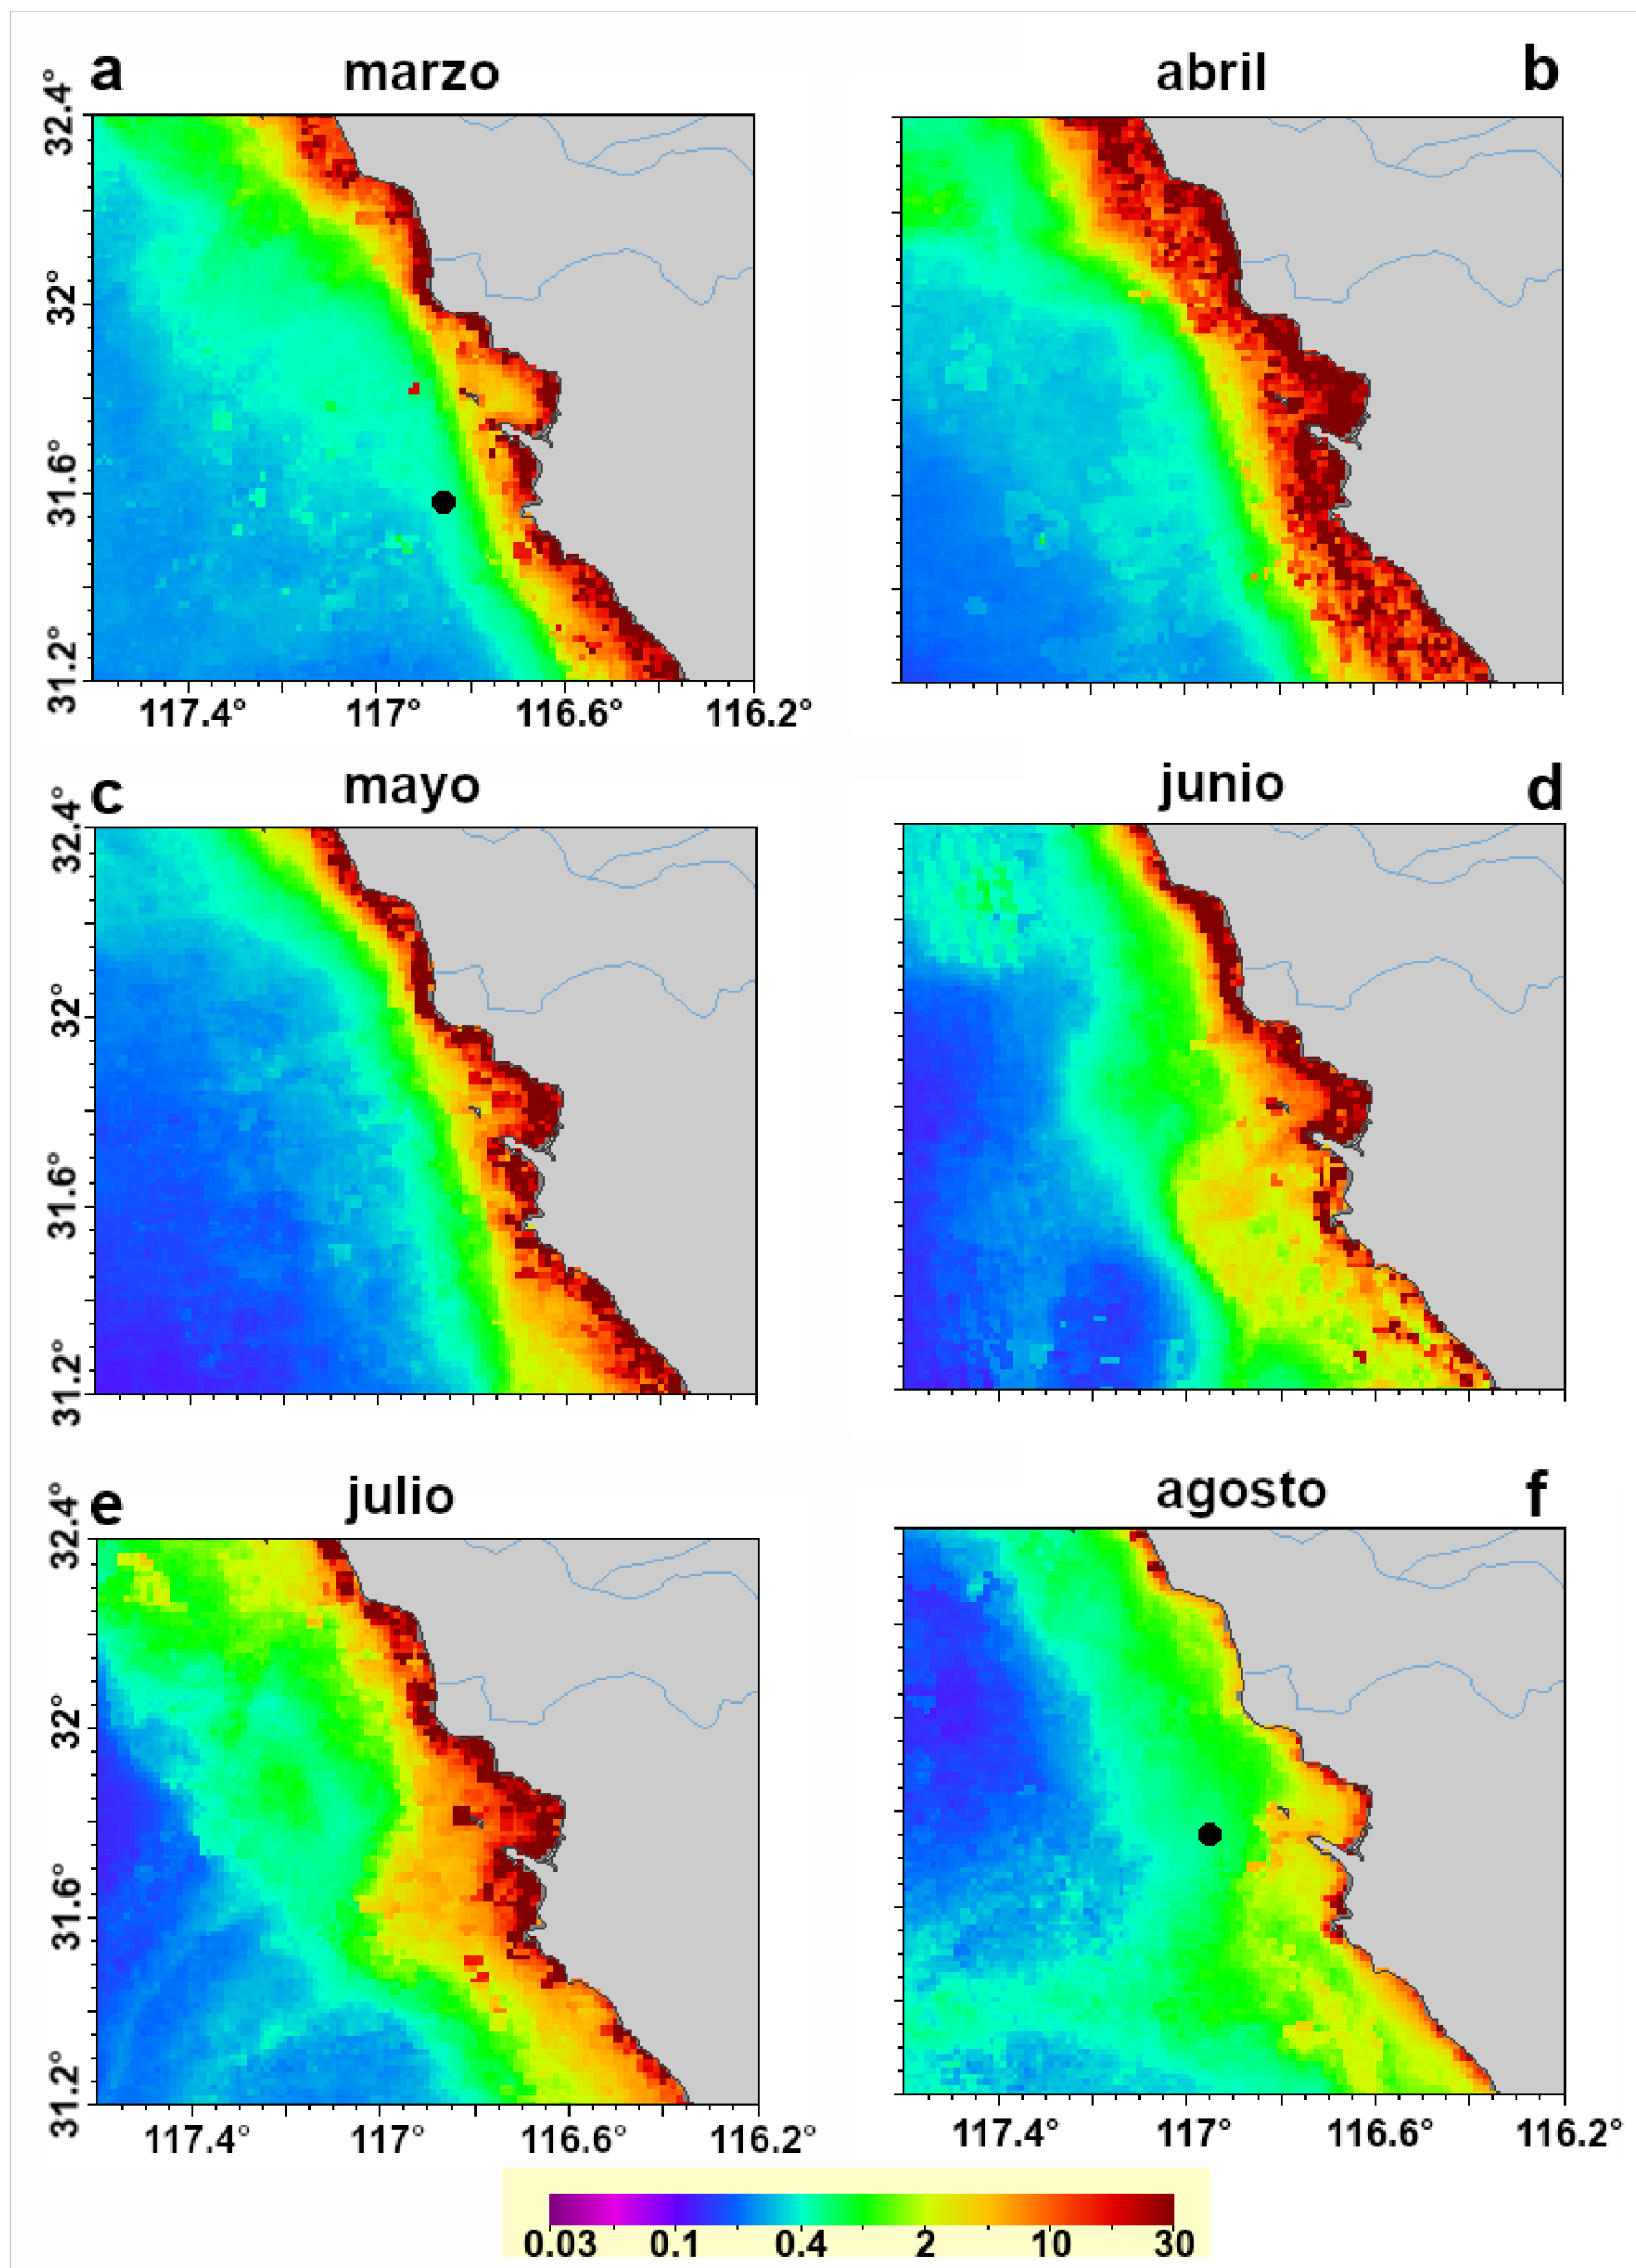 a marzo
abril b
32.4°
32°
31.6°
31.2°
117.4° 117° 116.6° 116.2°
c mayo
junio d
32.4°
32°
31.6°
31.2°
e julio
agosto f
32.4°
32°
31.6°
31.2°
117.4° 117° 116.6° 116.2°
117.4° 117° 116.6° 116.2°
0.03 0.1 0.4 2 10 30